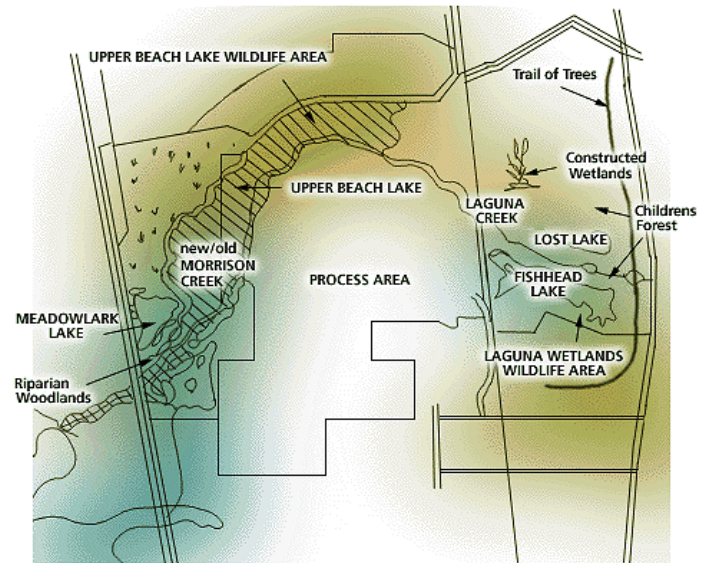 UPPER BEACH LAKE WILDLIFE AREA
Trail of Trees
Constructed
Wetlands
UPPER BEACH LAKE
LAGUNA
CREEK
Childrens
Forest
LOST LAKE
new/old
MORRISON
CREEK
PROCESS AREA
FISHHEAD
LAKE
MEADOWLARK
LAKE
LAGUNA WETLANDS
WILDLIFE AREA
Riparian
Woodlands